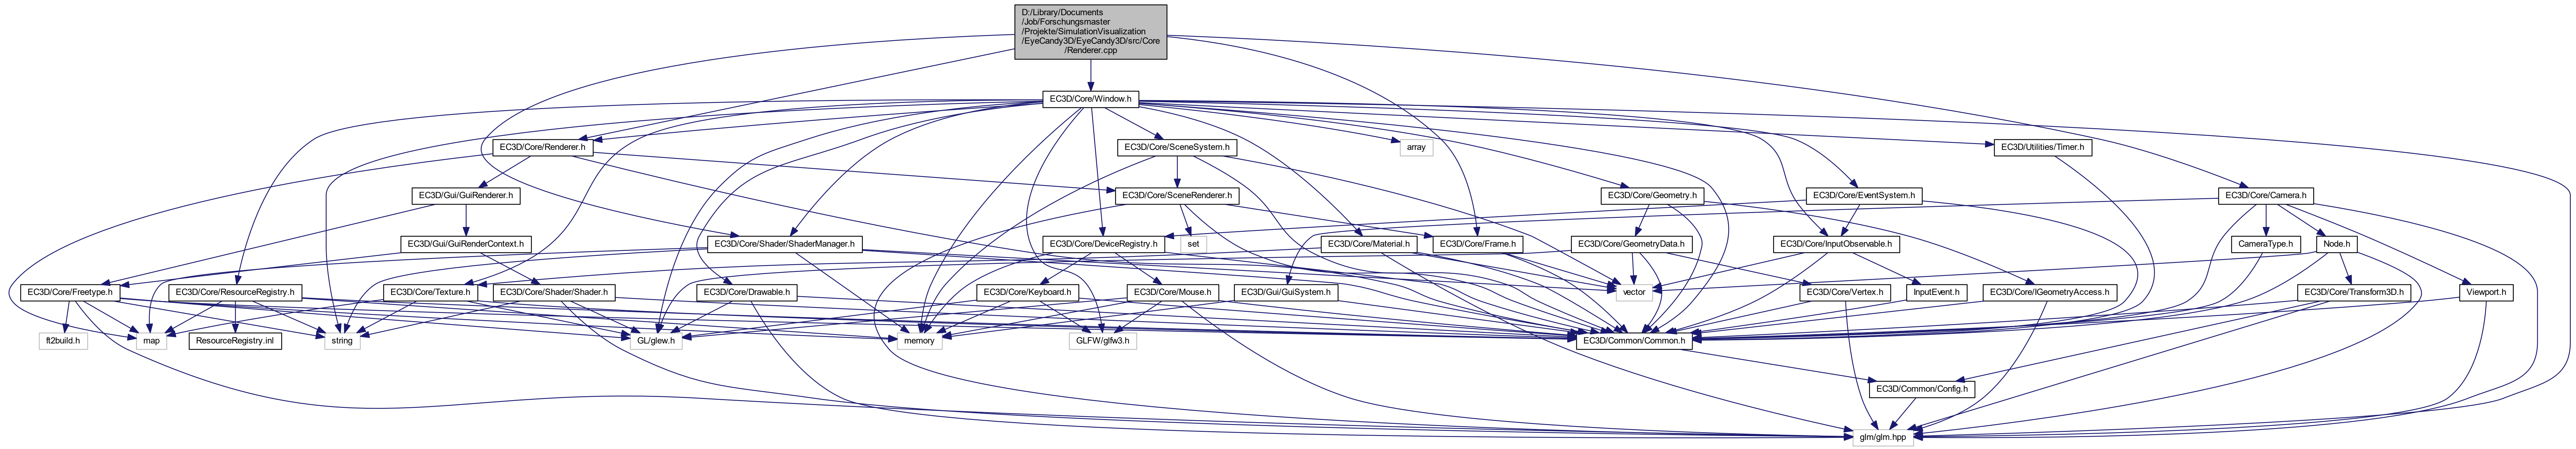 D:/Library/Documents
/Job/Forschungsmaster
/Projekte/SimulationVisualization
/EyeCandy3D/EyeCandy3D/src/Core
/Renderer.cpp
EC3D/Core/Window.h
EC3D/Core/Renderer.h
EC3D/Core/SceneSystem.h
array
EC3D/Utilities/Timer.h
EC3D/Gui/GuiRenderer.h
EC3D/Core/SceneRenderer.h
EC3D/Core/Geometry.h
EC3D/Core/EventSystem.h
EC3D/Core/Camera.h
EC3D/Gui/GuiRenderContext.h
EC3D/Core/Shader/ShaderManager.h
EC3D/Core/DeviceRegistry.h
set
EC3D/Core/Material.h
EC3D/Core/Frame.h
EC3D/Core/GeometryData.h
EC3D/Core/InputObservable.h
CameraType.h
Node.h
EC3D/Core/Freetype.h
EC3D/Core/ResourceRegistry.h
EC3D/Core/Texture.h
EC3D/Core/Shader/Shader.h
EC3D/Core/Drawable.h
EC3D/Core/Keyboard.h
EC3D/Core/Mouse.h
EC3D/Gui/GuiSystem.h
vector
EC3D/Core/Vertex.h
InputEvent.h
EC3D/Core/IGeometryAccess.h
EC3D/Core/Transform3D.h
Viewport.h
ft2build.h
map
ResourceRegistry.inl
string
GL/glew.h
memory
GLFW/glfw3.h
EC3D/Common/Common.h
EC3D/Common/Config.h
glm/glm.hpp